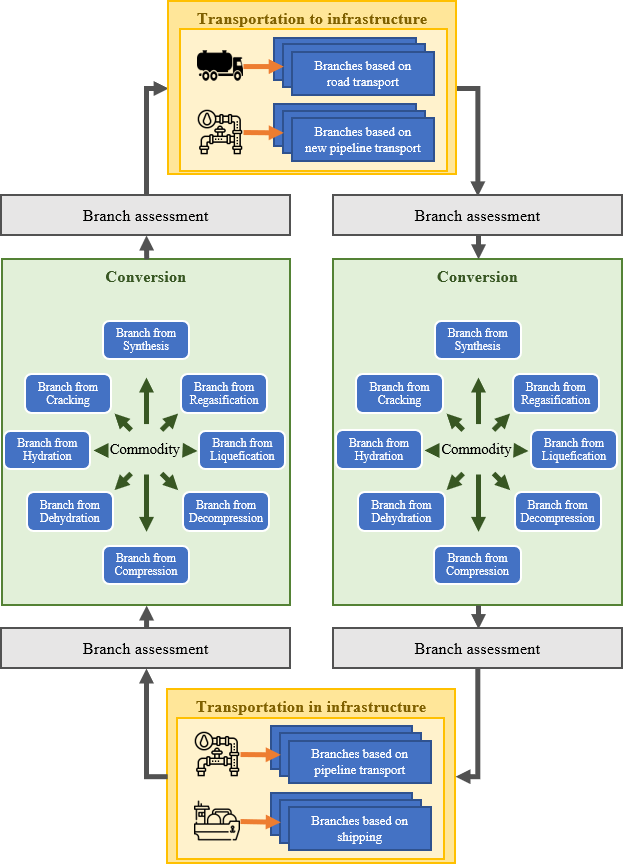 Transportation to infrastructure
Branches based on
road transport
Branches based on
new pipeline transport
Branch assessment
Branch assessment
Conversion
Branch from
Synthesis
Branch from
Cracking
Branch from
Regasification
Branch from
Hydration
Commodity
Branch from
Liquefication
Branch from
Dehydration
Branch from
Decompression
Branch from
Compression
Conversion
Branch from
Synthesis
Branch from
Cracking
Branch from
Regasification
Branch from
Hydration
Commodity
Branch from
Liquefication
Branch from
Dehydration
Branch from
Decompression
Branch from
Compression
Branch assessment
Branch assessment
Transportation in infrastructure
Branches based on
pipeline transport
Branches based on
shipping